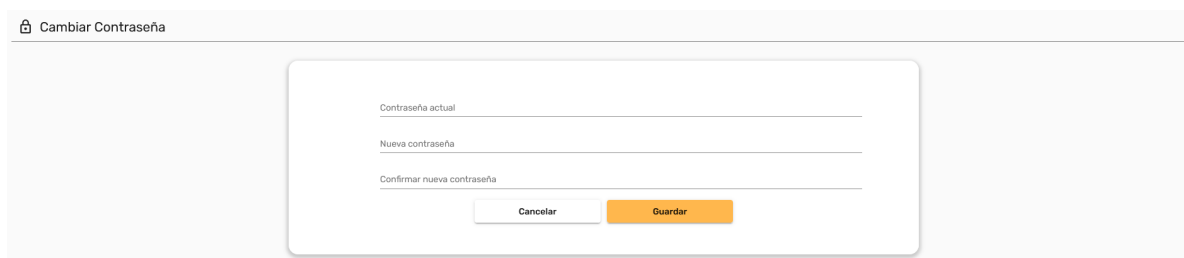 Cambiar Contraseña
Contraseña actual
Nueva contraseña
Confirmar nueva contraseña
Cancelar Guardar